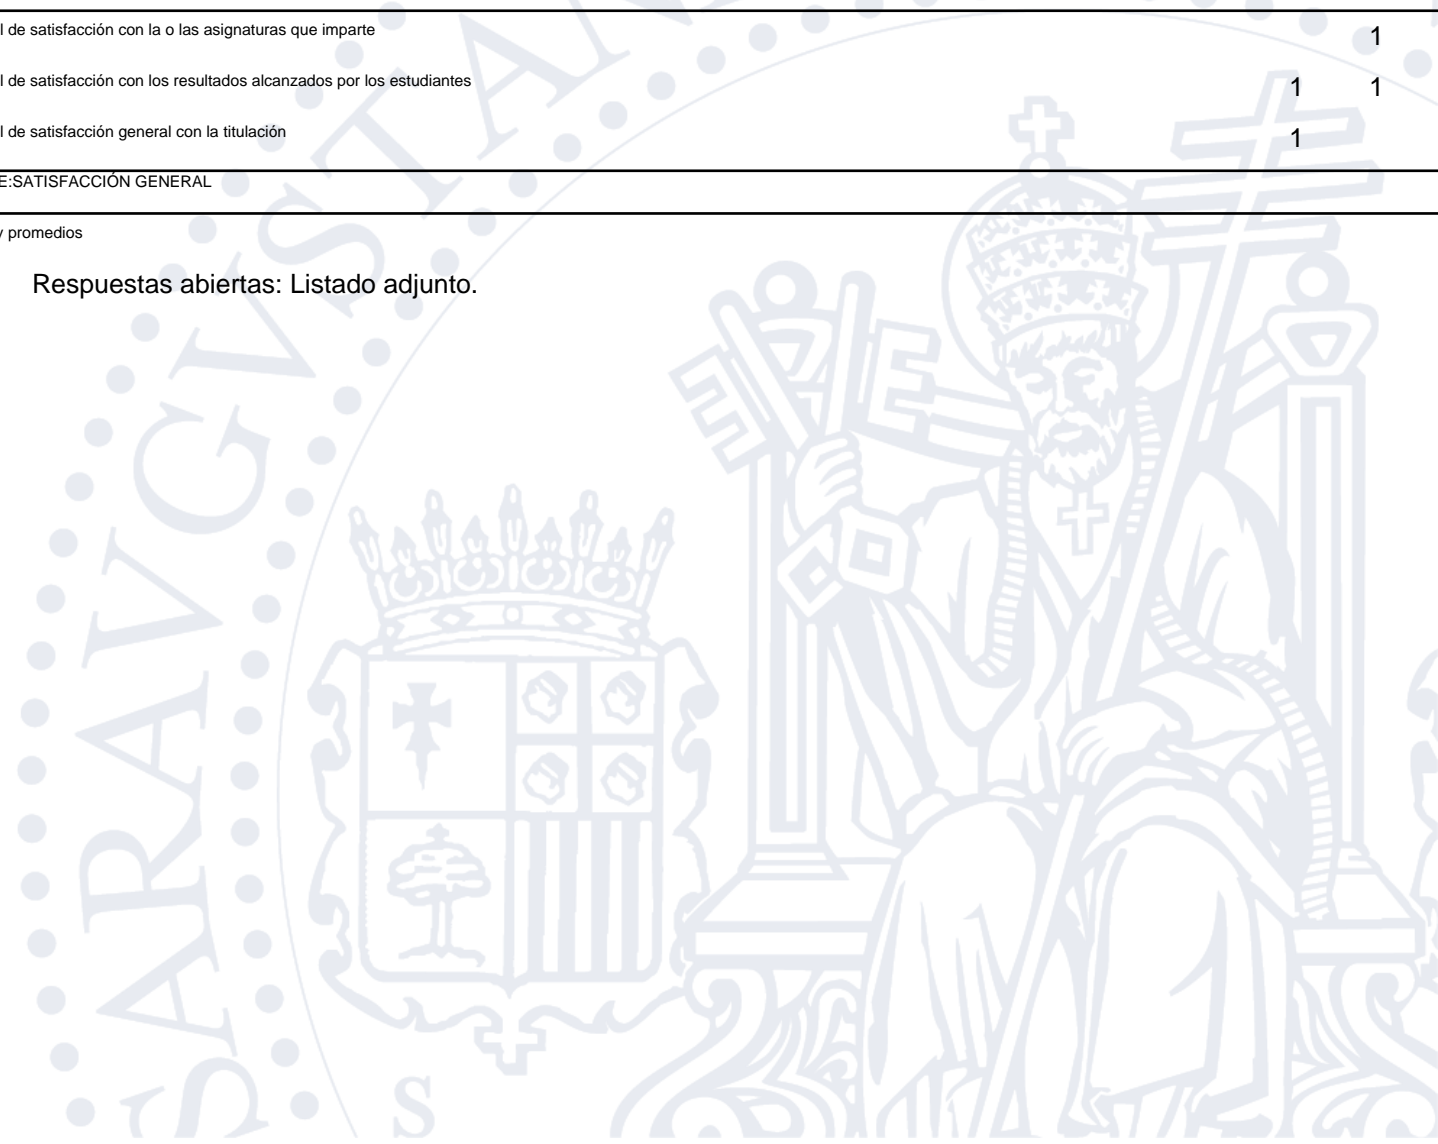 l de satisfacción con la o las asignaturas que imparte 1
l de satisfacción con los resultados alcanzados por los estudiantes 1 1
l de satisfacción general con la titulación 1
E:SATISFACCIÓN GENERAL
y promedios
Respuestas abiertas: Listado adjunto.
SARAVGVSTAN
S